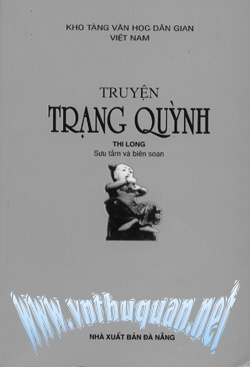 KHO TÀNG VĂN HỌC DÂN GIAN
VIỆT NAM
TRUYỆN
TRẠNG QUỲNH
THI LONG
Sưu tầm và biên soạn
www.vnthuquan.net
NHÀ XUẤT BẢN ĐÀ NẴNG